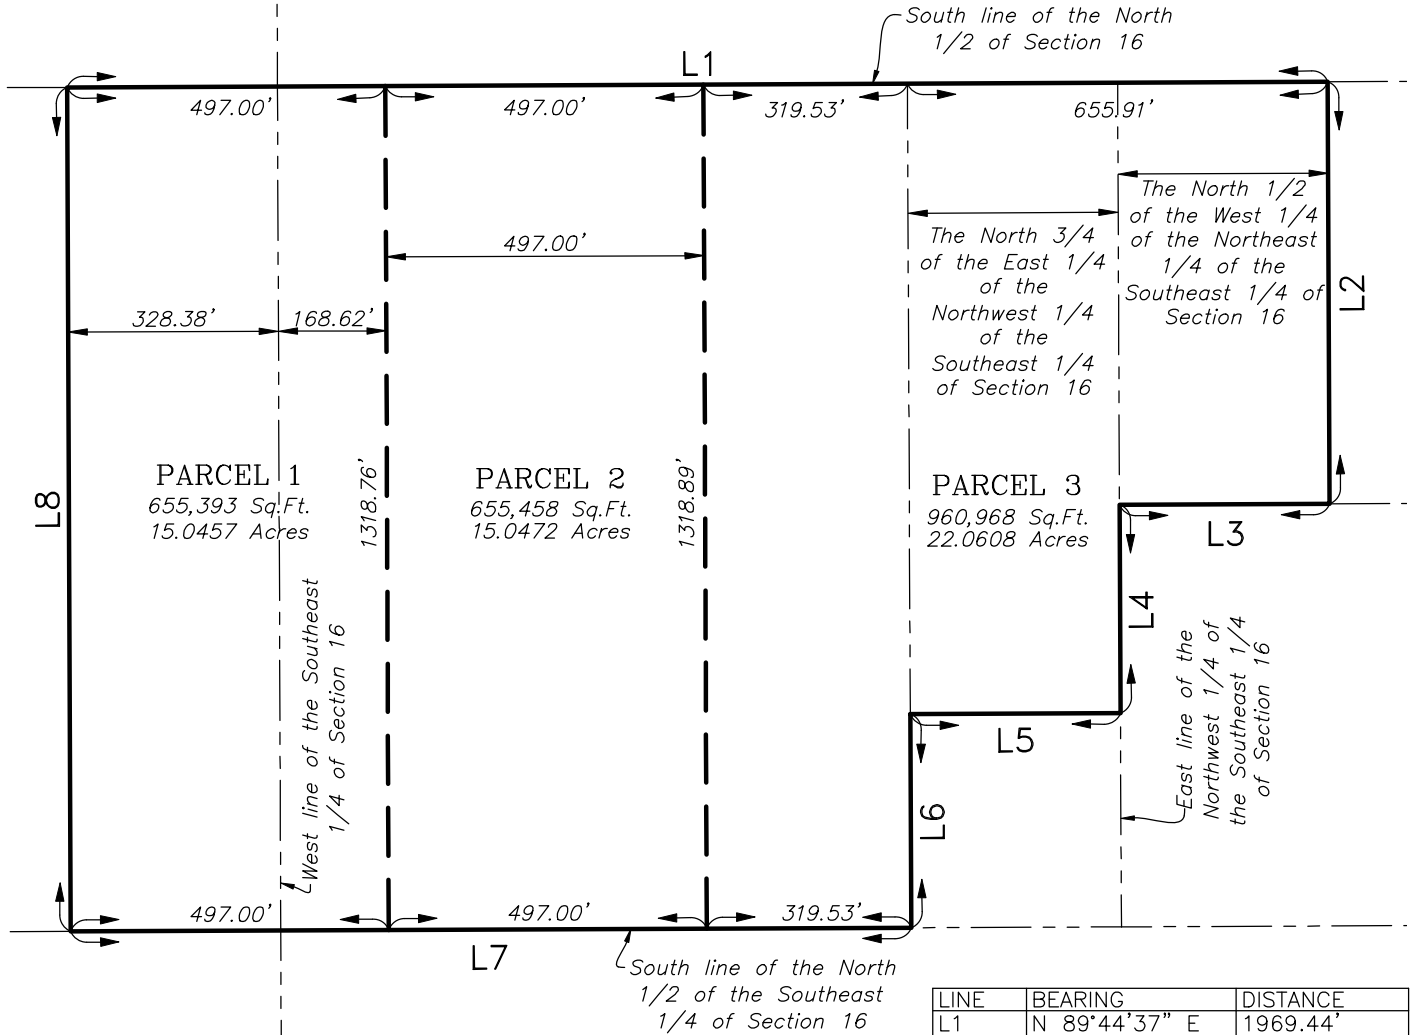 South line of the North
1/2 of Section 16
L1
497.00'
497.00'
319.53'
655.91'
The North 1/2
of the West 1/4
of the Northeast
1/4 of the
Southeast 1/4 of
Section 16
The North 3/4
of the East 1/4
of the
Northwest 1/4
of the
Southeast 1/4
of Section 16
497.00'
328.38'
168.62'
L2
L8
PARCEL 1
655,393 Sq.Ft.
15.0457 Acres
1318.76'
PARCEL 2
655,458 Sq.Ft.
15.0472 Acres
1318.89'
PARCEL 3
960,968 Sq.Ft.
22.0608 Acres
L3
L4
West line of the Southeast
1/4 of Section 16
East line of the
Northwest 1/4 of
the Southeast 1/4
of Section 16
L5
L6
497.00'
497.00'
319.53'
L7
South line of the North
1/2 of the Southeast
1/4 of Section 16
LINE BEARING DISTANCE
L1 N 89°44'37" E 1969.44'